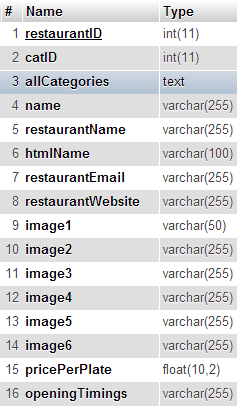 # Name Type
1 restaurantID int(11)
2 catID int(11)
3 allCategories text
4 name varchar(255)
5 restaurantName varchar(255)
6 htmlName varchar(100)
7 restaurantEmail varchar(255)
8 restaurantWebsite varchar(255)
9 image1 varchar(50)
10 image2 varchar(255)
11 image3 varchar(255)
12 image4 varchar(255)
13 image5 varchar(255)
14 image6 varchar(255)
15 pricePerPlate float(10,2)
16 openingTimings varchar(255)